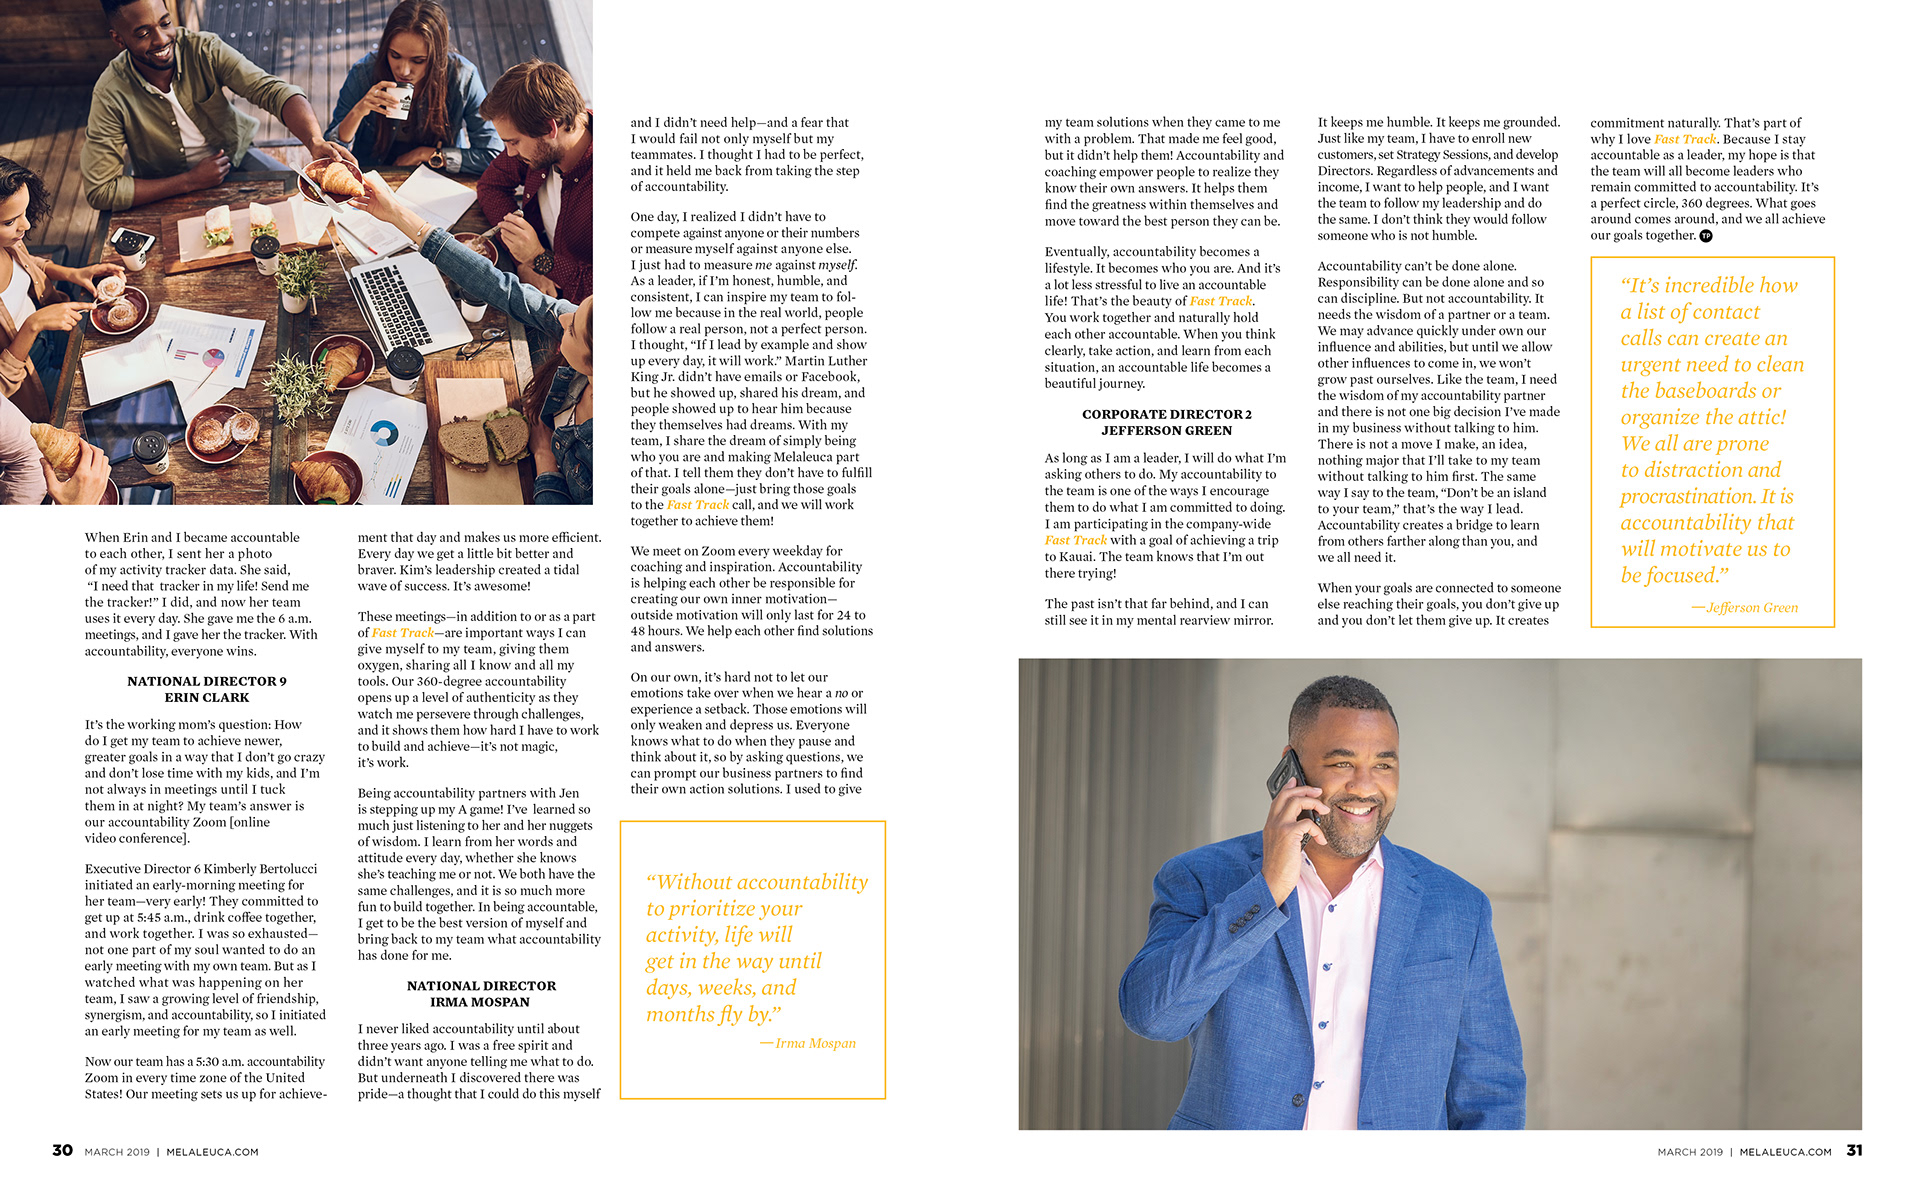 When Erin and I became accountable
to each other, I sent her a photo
of my activity tracker data. She said,
“I need that tracker in my life! Send me
the tracker!” I did, and now her team
uses it every day. She gave me the 6 a.m.
meetings, and I gave her the tracker. With
accountability, everyone wins.
NATIONAL DIRECTOR 9
ERIN CLARK
It’s the working mom’s question: How
do I get my team to achieve newer,
greater goals in a way that I don’t go crazy
and don’t lose time with my kids, and I’m
not always in meetings until I tuck
them in at night? My team’s answer is
our accountability Zoom [online
video conference].
Executive Director 6 Kimberly Bertolucci
initiated an early-morning meeting for
her team—very early! They committed to
get up at 5:45 a.m., drink coffee together,
and work together. I was so exhausted—
not one part of my soul wanted to do an
early meeting with my own team. But as I
watched what was happening on her
team, I saw a growing level of friendship,
synergism, and accountability, so I initiated
an early meeting for my team as well.
Now our team has a 5:30 a.m. accountability
Zoom in every time zone of the United
States! Our meeting sets us up for achieve-
ment that day and makes us more efficient.
Every day we get a little bit better and
braver. Kim’s leadership created a tidal
wave of success. It’s awesome!
These meetings—in addition to or as a part
of Fast Track—are important ways I can
give myself to my team, giving them
oxygen, sharing all I know and all my
tools. Our 360-degree accountability
opens up a level of authenticity as they
watch me persevere through challenges,
and it shows them how hard I have to work
to build and achieve—it’s not magic,
it’s work.
Being accountability partners with Jen
is stepping up my A game! I’ve learned so
much just listening to her and her nuggets
of wisdom. I learn from her words and
attitude every day, whether she knows
she’s teaching me or not. We both have the
same challenges, and it is so much more
fun to build together. In being accountable,
I get to be the best version of myself and
bring back to my team what accountability
has done for me.
NATIONAL DIRECTOR
IRMA MOSPAN
I never liked accountability until about
three years ago. I was a free spirit and
didn’t want anyone telling me what to do.
But underneath I discovered there was
pride—a thought that I could do this myself
and I didn’t need help—and a fear that
I would fail not only myself but my
teammates. I thought I had to be perfect,
and it held me back from taking the step
of accountability.
One day, I realized I didn’t have to
compete against anyone or their numbers
or measure myself against anyone else.
I just had to measure me against myself.
As a leader, if I’m honest, humble, and
consistent, I can inspire my team to fol-
low me because in the real world, people
follow a real person, not a perfect person.
I thought, “If I lead by example and show
up every day, it will work.” Martin Luther
King Jr. didn’t have emails or Facebook,
but he showed up, shared his dream, and
people showed up to hear him because
they themselves had dreams. With my
team, I share the dream of simply being
who you are and making Melaleuca part
of that. I tell them they don’t have to fulfill
their goals alone—just bring those goals
to the Fast Track call, and we will work
together to achieve them!
We meet on Zoom every weekday for
coaching and inspiration. Accountability
is helping each other be responsible for
creating our own inner motivation—
outside motivation will only last for 24 to
48 hours. We help each other find solutions
and answers.
On our own, it’s hard not to let our
emotions take over when we hear a no or
experience a setback. Those emotions will
only weaken and depress us. Everyone
knows what to do when they pause and
think about it, so by asking questions, we
can prompt our business partners to find
their own action solutions. I used to give
“Without accountability
to prioritize your
activity, life will
get in the way until
days, weeks, and
months fly by.”
—Irma Mospan
30 MARCH 2019 | MELALEUCA.COM
my team solutions when they came to me
with a problem. That made me feel good,
but it didn’t help them! Accountability and
coaching empower people to realize they
know their own answers. It helps them
find the greatness within themselves and
move toward the best person they can be.
Eventually, accountability becomes a
lifestyle. It becomes who you are. And it’s
a lot less stressful to live an accountable
life! That’s the beauty of Fast Track.
You work together and naturally hold
each other accountable. When you think
clearly, take action, and learn from each
situation, an accountable life becomes a
beautiful journey.
CORPORATE DIRECTOR 2
JEFFERSON GREEN
As long as I am a leader, I will do what I’m
asking others to do. My accountability to
the team is one of the ways I encourage
them to do what I am committed to doing.
I am participating in the company-wide
Fast Track with a goal of achieving a trip
to Kauai. The team knows that I’m out
there trying!
The past isn’t that far behind, and I can
still see it in my mental rearview mirror.
It keeps me humble. It keeps me grounded.
Just like my team, I have to enroll new
customers, set Strategy Sessions, and develop
Directors. Regardless of advancements and
income, I want to help people, and I want
the team to follow my leadership and do
the same. I don’t think they would follow
someone who is not humble.
Accountability can’t be done alone.
Responsibility can be done alone and so
can discipline. But not accountability. It
needs the wisdom of a partner or a team.
We may advance quickly under own our
influence and abilities, but until we allow
other influences to come in, we won’t
grow past ourselves. Like the team, I need
the wisdom of my accountability partner
and there is not one big decision I’ve made
in my business without talking to him.
There is not a move I make, an idea,
nothing major that I’ll take to my team
without talking to him first. The same
way I say to the team, “Don’t be an island
to your team,” that’s the way I lead.
Accountability creates a bridge to learn
from others farther along than you, and
we all need it.
When your goals are connected to someone
else reaching their goals, you don’t give up
and you don’t let them give up. It creates
commitment naturally. That’s part of
why I love Fast Track. Because I stay
accountable as a leader, my hope is that
the team will all become leaders who
remain committed to accountability. It’s
a perfect circle, 360 degrees. What goes
around comes around, and we all achieve
our goals together. TP
“It’s incredible how
a list of contact
calls can create an
urgent need to clean
the baseboards or
organize the attic!
We all are prone
to distraction and
procrastination. It is
accountability that
will motivate us to
be focused.”
—Jefferson Green
MARCH 2019 | MELALEUCA.COM 31